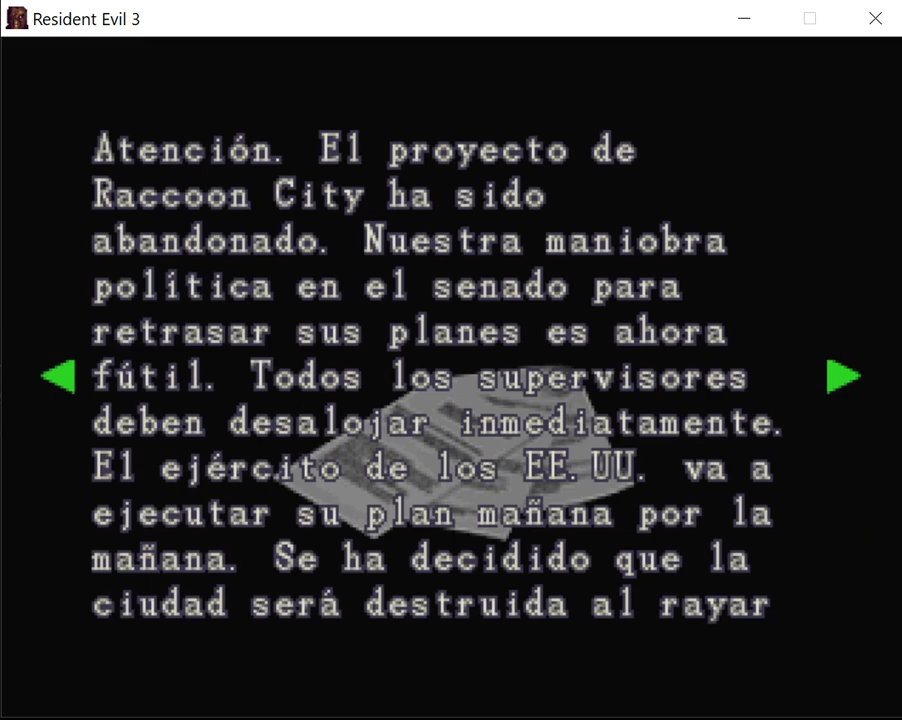 Resident Evil 3
Atención. El proyecto de
Raccoon City ha sido
abandonado. Nuestra maniobra
política en el senado para
retrasar sus planes es ahora
fútil. Todos los supervisores
deben desalojar inmediatamente.
El ejército de los EE.UU. va a
ejecutar su plan mañana por la
mañana. Se ha decidido que la
ciudad será destruida al rayar